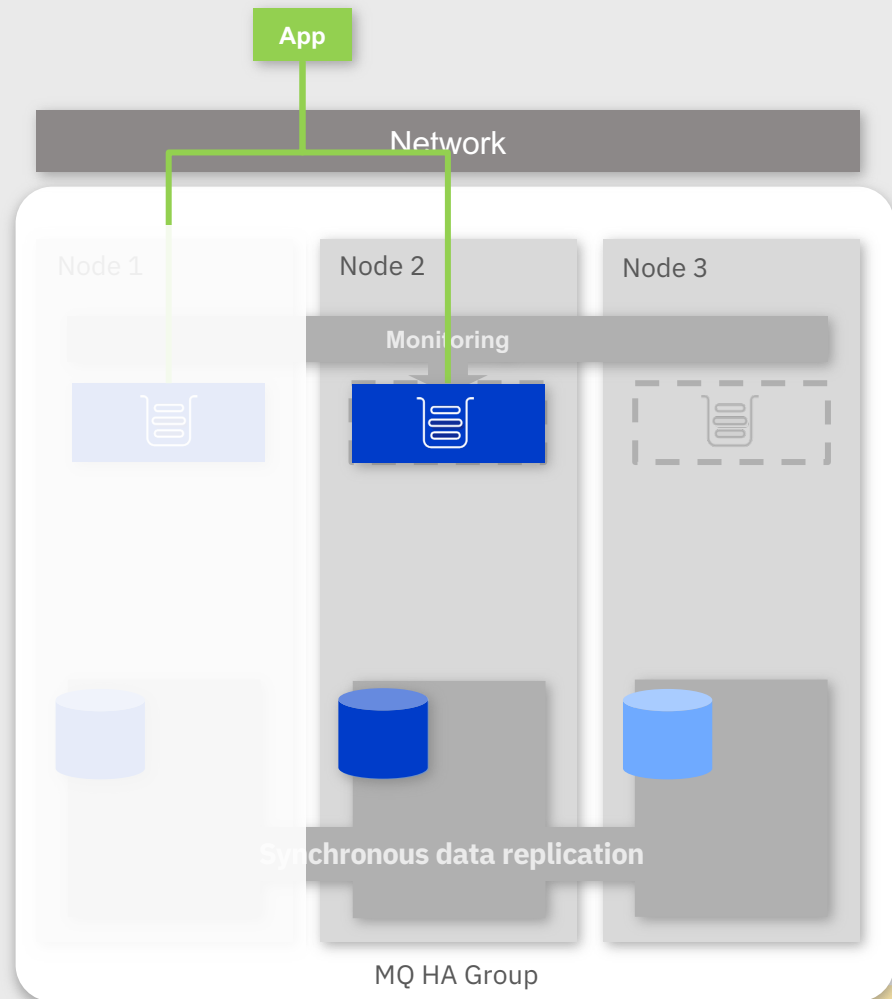 App
Network
Node 1
Node 2
Node 3
Monitoring
Synchronous data replication
MQ HA Group